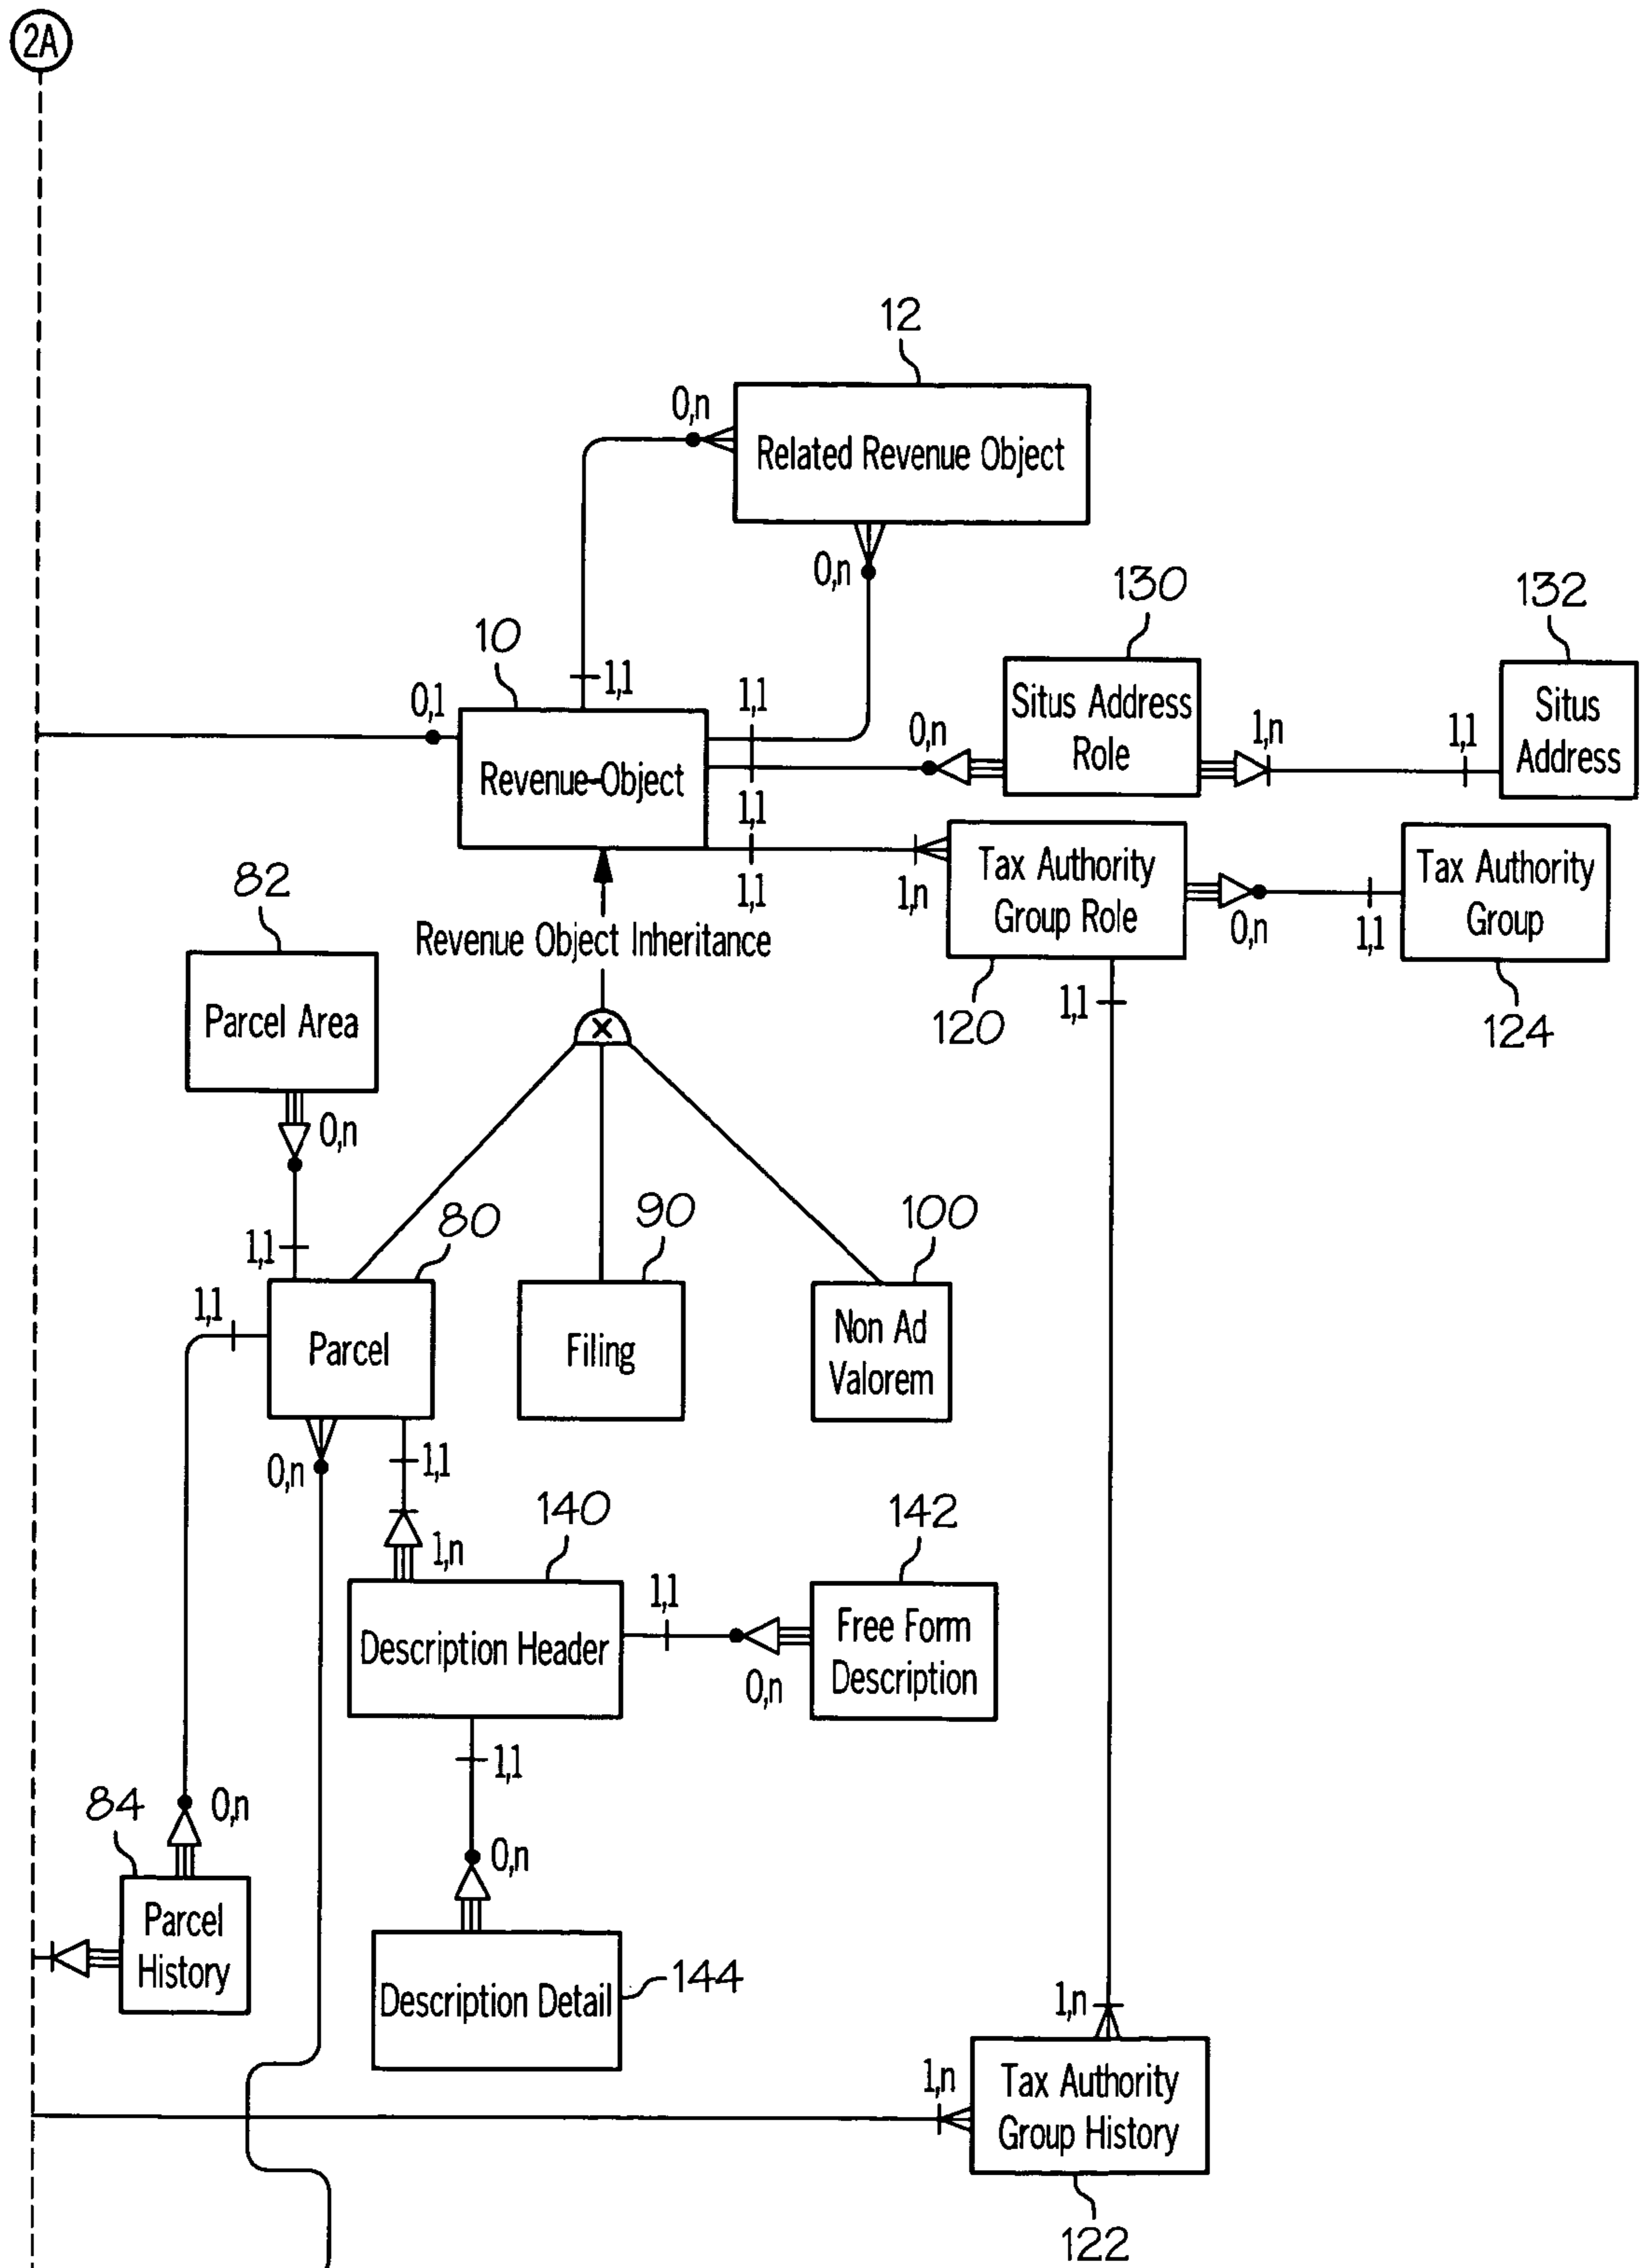 2A
12
0,n
Related Revenue Object
0,n
130
132
10
1,1
1,1
0,1
0,n
Situs Address
Role
1,n
1,1
Situs
Address
Revenue-Object
1,1
82
1,1
1,n
Tax Authority
Group Role
0,n
1,1
Tax Authority
Group
Revenue Object Inheritance
Parcel Area
120
1,1
124
X
0,n
80
90
100
1,1
1,1
Parcel
Filing
Non Ad
Valorem
0,n
1,1
140
142
1,n
1,1
Description Header
0,n
Free Form
Description
1,1
84
0,n
0,n
Parcel
History
Description Detail
144
1,n
1,n
Tax Authority
Group History
122